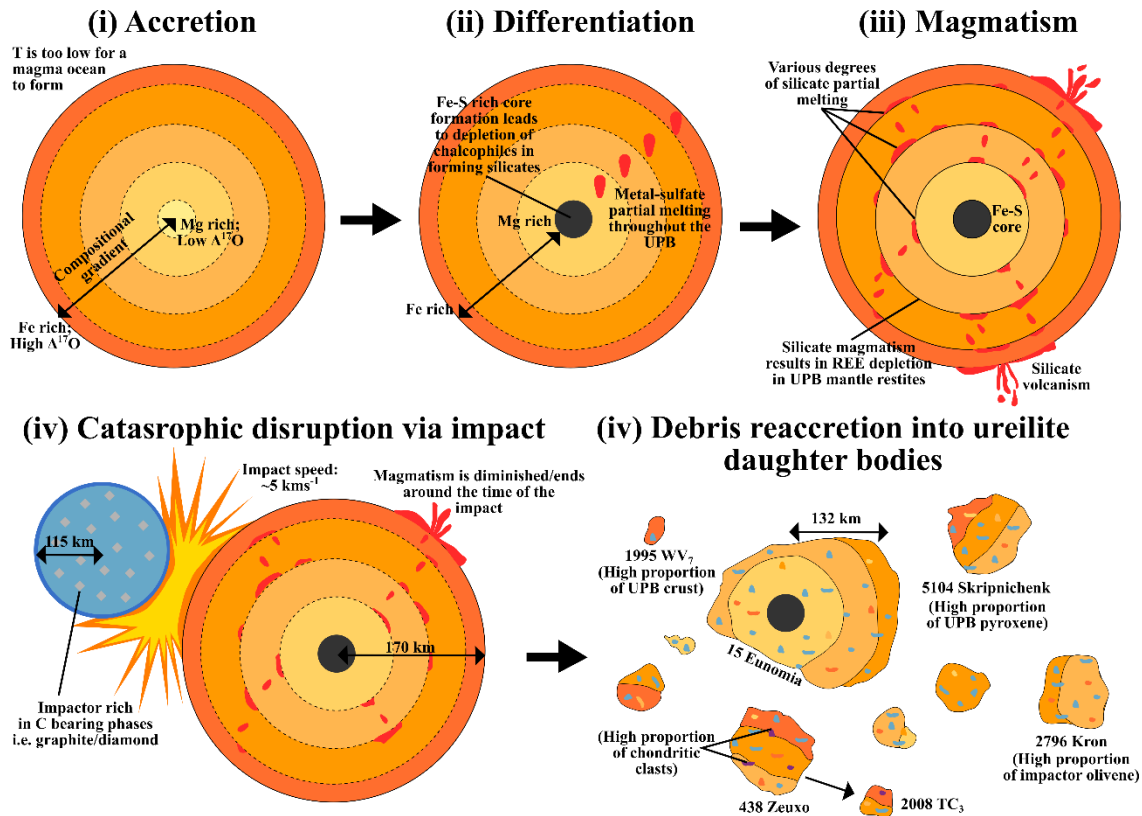 (i) Accretion
T is too low for a
magma ocean
to form
Mg rich;
Low Δ¹⁷O
Compositional
gradient
Fe rich;
High Δ¹⁷O
(ii) Differentiation
Fe-S rich core
formation leads
to depletion of
chalcophiles in
forming silicates
Mg rich
Metal-sulfate
partial melting
throughout the
UPB
Fe rich
(iii) Magmatism
Various degrees
of silicate partial
melting
Fe-S
core
Silicate magmatism
results in REE depletion
in UPB mantle restites
Silicate
volcanism
(iv) Catasrophic disruption via impact
Impact speed:
~5 kms⁻¹
Magmatism is diminished/ends
around the time of the
impact
115 km
170 km
Impactor rich
in C bearing phases
i.e. graphite/diamond
(iv) Debris reaccretion into ureilite
daughter bodies
132 km
1995 WV₇
(High proportion
of UPB crust)
15 Eunomia
5104 Skripnichenk
(High proportion
of UPB pyroxene)
(High proportion
of chondritic
clasts)
438 Zeuxo
2008 TC₃
2796 Kron
(High proportion
of impactor olivene)